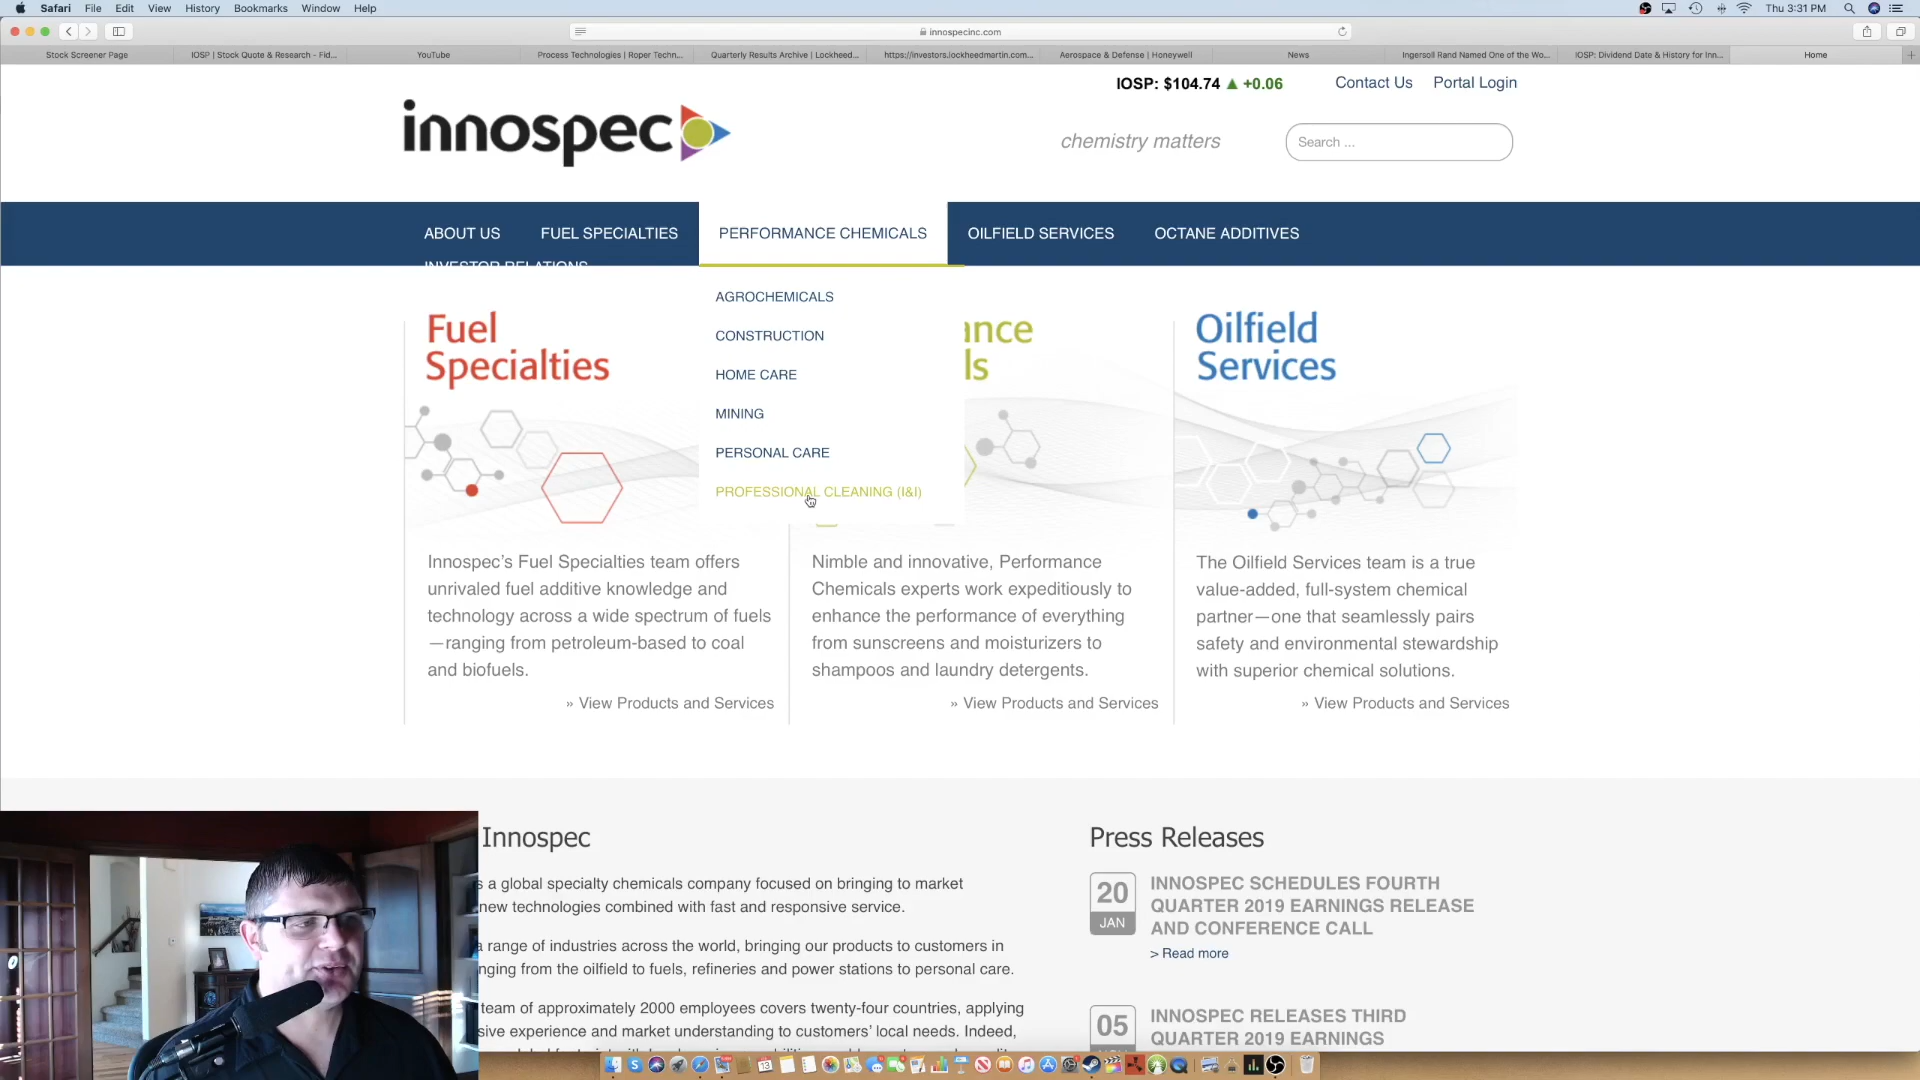 Safari File Edit View History Bookmarks Window Help
Thu 3:31 PM
innospecinc.com
Stock Screener Page
IOSP | Stock Quote & Research - Fid...
YouTube
Process Technologies | Roper Techn...
Quarterly Results Archive | Lockheed...
https://investors.lockheedmartin.com...
Aerospace & Defense | Honeywell
News
Ingersoll Rand Named One of the Wo...
IOSP: Dividend Date & History for Inn...
Home
IOSP: $104.74 ▲ +0.06
Contact Us
Portal Login
innospec
chemistry matters
Search ...
ABOUT US
FUEL SPECIALTIES
PERFORMANCE CHEMICALS
OILFIELD SERVICES
OCTANE ADDITIVES
INVESTOR RELATIONS
AGROCHEMICALS
CONSTRUCTION
HOME CARE
MINING
PERSONAL CARE
PROFESSIONAL CLEANING (I&I)
Fuel
Specialties
Innospec's Fuel Specialties team offers
unrivaled fuel additive knowledge and
technology across a wide spectrum of fuels
—ranging from petroleum-based to coal
and biofuels.
» View Products and Services
ance
ls
Nimble and innovative, Performance
Chemicals experts work expeditiously to
enhance the performance of everything
from sunscreens and moisturizers to
shampoos and laundry detergents.
» View Products and Services
Oilfield
Services
The Oilfield Services team is a true
value-added, full-system chemical
partner—one that seamlessly pairs
safety and environmental stewardship
with superior chemical solutions.
» View Products and Services
Innospec
s a global specialty chemicals company focused on bringing to market
new technologies combined with fast and responsive service.
a range of industries across the world, bringing our products to customers in
nging from the oilfield to fuels, refineries and power stations to personal care.
team of approximately 2000 employees covers twenty-four countries, applying
sive experience and market understanding to customers' local needs. Indeed,
Press Releases
20
JAN
INNOSPEC SCHEDULES FOURTH
QUARTER 2019 EARNINGS RELEASE
AND CONFERENCE CALL
> Read more
05
INNOSPEC RELEASES THIRD
QUARTER 2019 EARNINGS